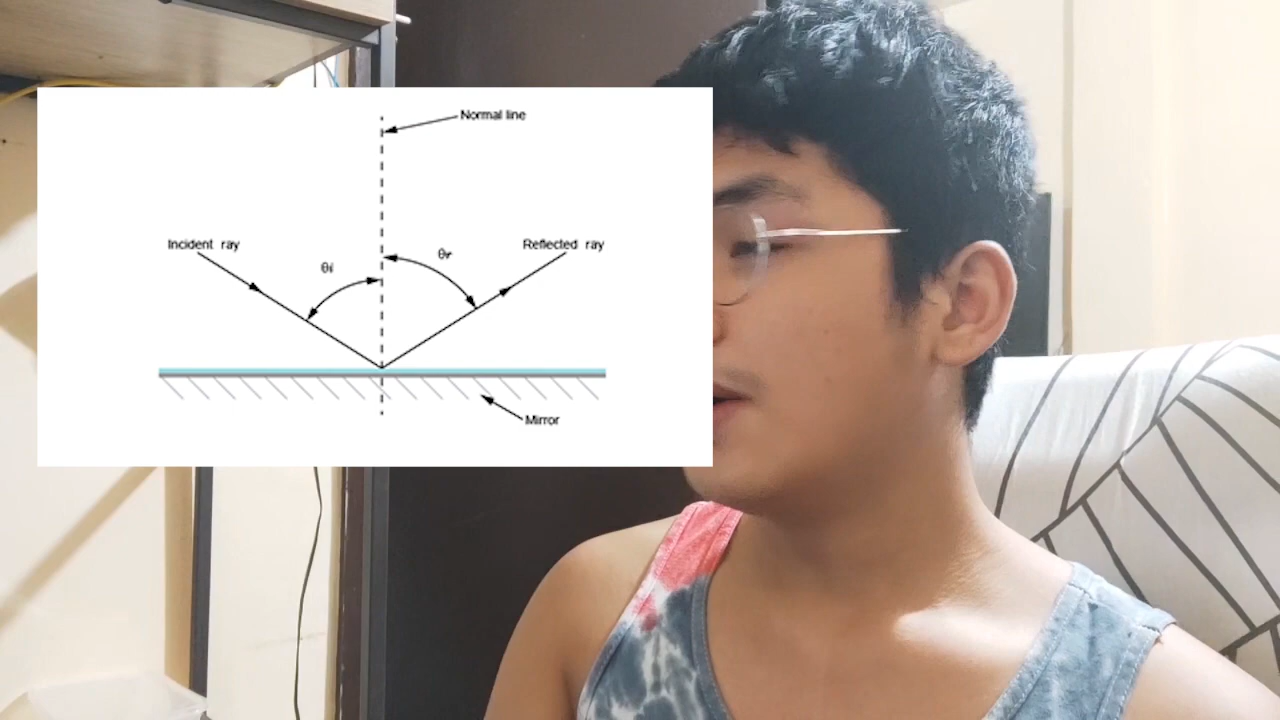 Normal line
Incident ray
θi
θr
Reflected ray
Mirror